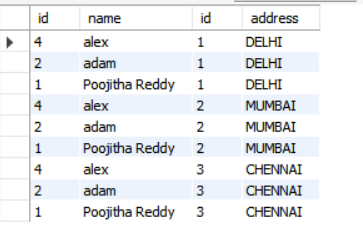 id name id address
4 alex 1 DELHI
2 adam 1 DELHI
1 Poojitha Reddy 1 DELHI
4 alex 2 MUMBAI
2 adam 2 MUMBAI
1 Poojitha Reddy 2 MUMBAI
4 alex 3 CHENNAI
2 adam 3 CHENNAI
1 Poojitha Reddy 3 CHENNAI